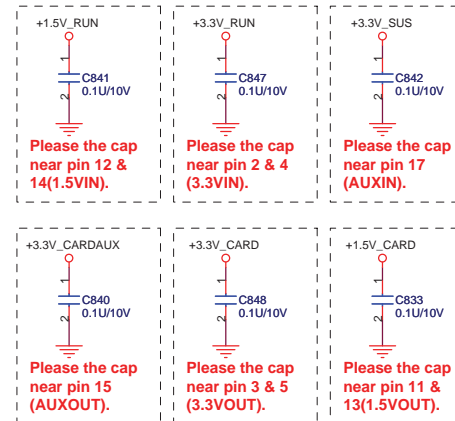 +1.5V_RUN
1
C841
0.1U/10V
2
Please the cap
near pin 12 &
14(1.5VIN).
+3.3V_RUN
1
C847
0.1U/10V
2
Please the cap
near pin 2 & 4
(3.3VIN).
+3.3V_SUS
1
C842
0.1U/10V
2
Please the cap
near pin 17
(AUXIN).
+3.3V_CARDAUX
1
C840
0.1U/10V
2
Please the cap
near pin 15
(AUXOUT).
+3.3V_CARD
1
C848
0.1U/10V
2
Please the cap
near pin 3 & 5
(3.3VOUT).
+1.5V_CARD
1
C833
0.1U/10V
2
Please the cap
near pin 11 &
13(1.5VOUT).